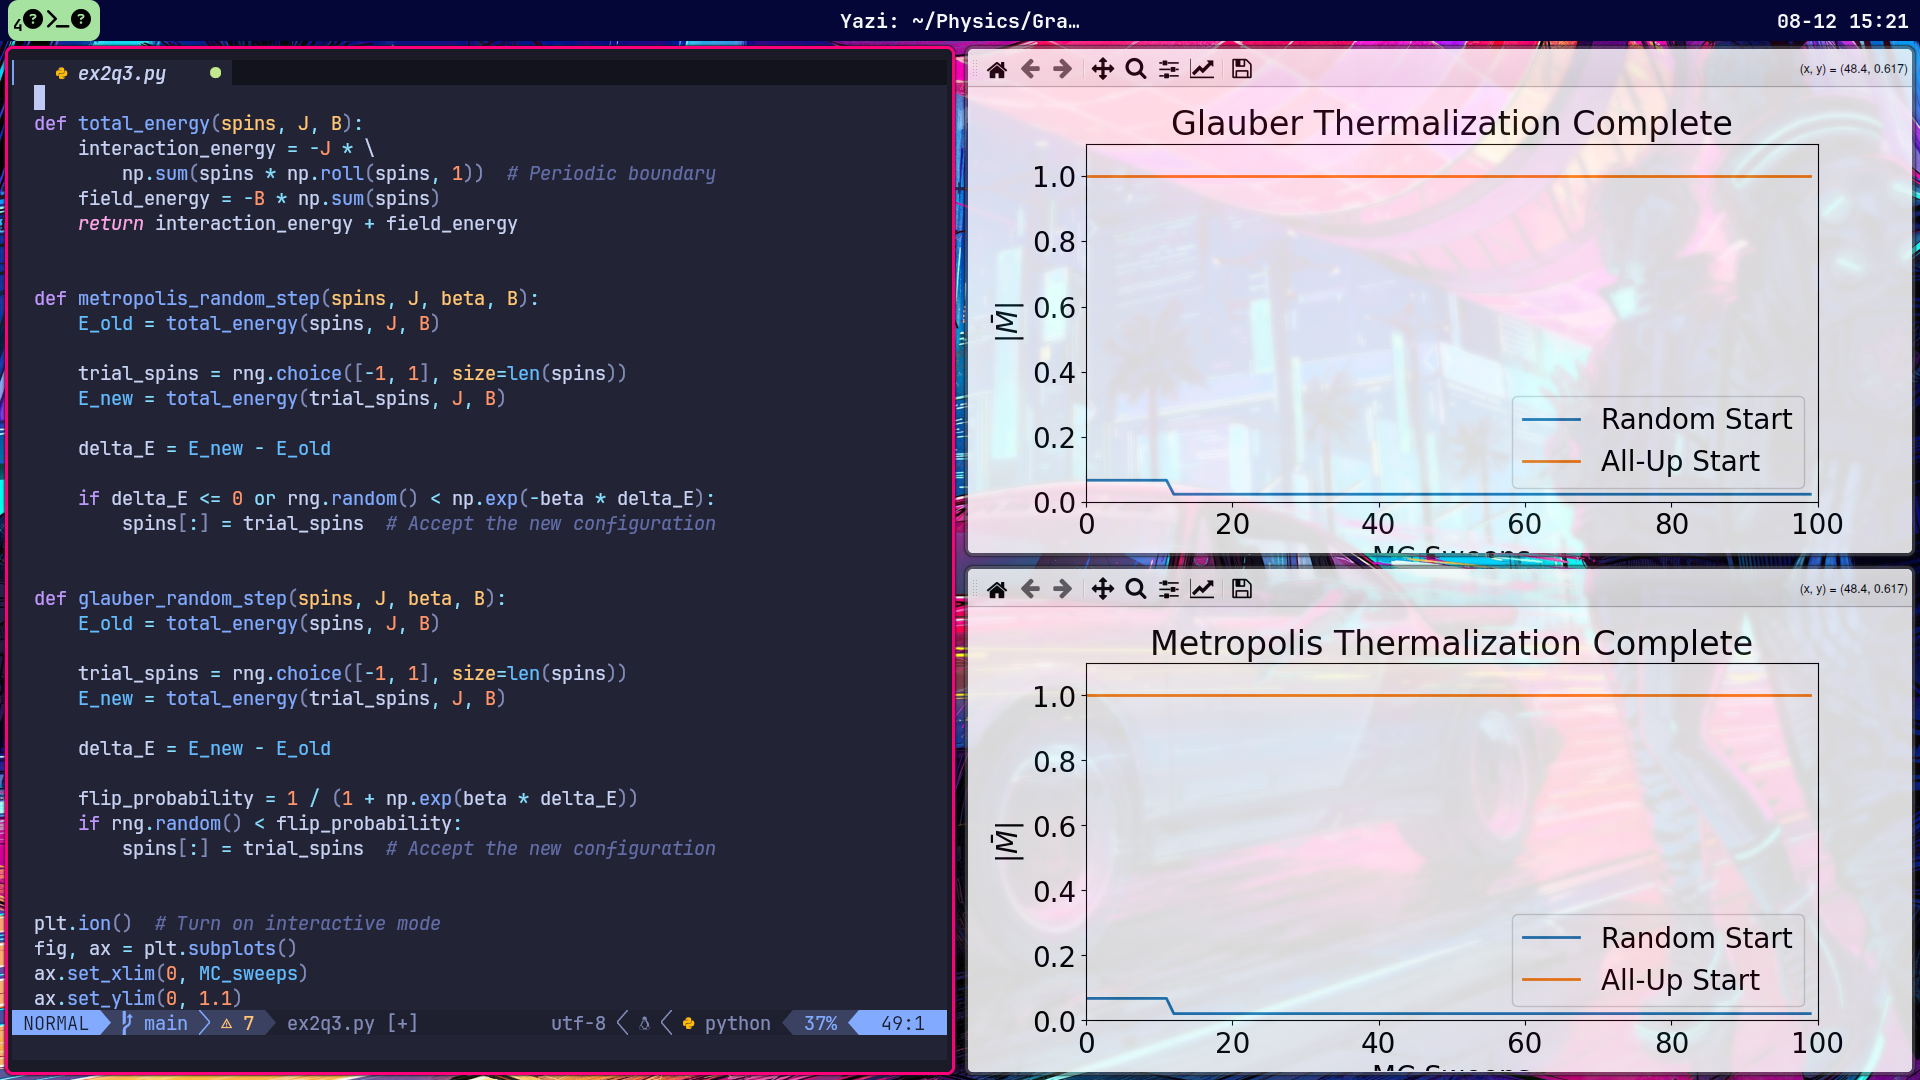 4
Yazi: ~/Physics/Gra…
08-12 15:21
ex2q3.py
def total_energy(spins, J, B):
interaction_energy = -J * \
np.sum(spins * np.roll(spins, 1))  # Periodic boundary
field_energy = -B * np.sum(spins)
return interaction_energy + field_energy
def metropolis_random_step(spins, J, beta, B):
E_old = total_energy(spins, J, B)
trial_spins = rng.choice([-1, 1], size=len(spins))
E_new = total_energy(trial_spins, J, B)
delta_E = E_new - E_old
if delta_E <= 0 or rng.random() < np.exp(-beta * delta_E):
spins[:] = trial_spins  # Accept the new configuration
def glauber_random_step(spins, J, beta, B):
E_old = total_energy(spins, J, B)
trial_spins = rng.choice([-1, 1], size=len(spins))
E_new = total_energy(trial_spins, J, B)
delta_E = E_new - E_old
flip_probability = 1 / (1 + np.exp(beta * delta_E))
if rng.random() < flip_probability:
spins[:] = trial_spins  # Accept the new configuration
plt.ion()  # Turn on interactive mode
fig, ax = plt.subplots()
ax.set_xlim(0, MC_sweeps)
ax.set_ylim(0, 1.1)
NORMAL main 7 ex2q3.py [+] utf-8 python 37% 49:1
(x, y) = (48.4, 0.617)
Glauber Thermalization Complete
1.0
0.8
0.6
0.4
0.2
0.0
|M̄|
Random Start
All-Up Start
0 20 40 60 80 100
MC Sweeps
(x, y) = (48.4, 0.617)
Metropolis Thermalization Complete
1.0
0.8
0.6
0.4
0.2
0.0
|M̄|
Random Start
All-Up Start
0 20 40 60 80 100
MC Sweeps